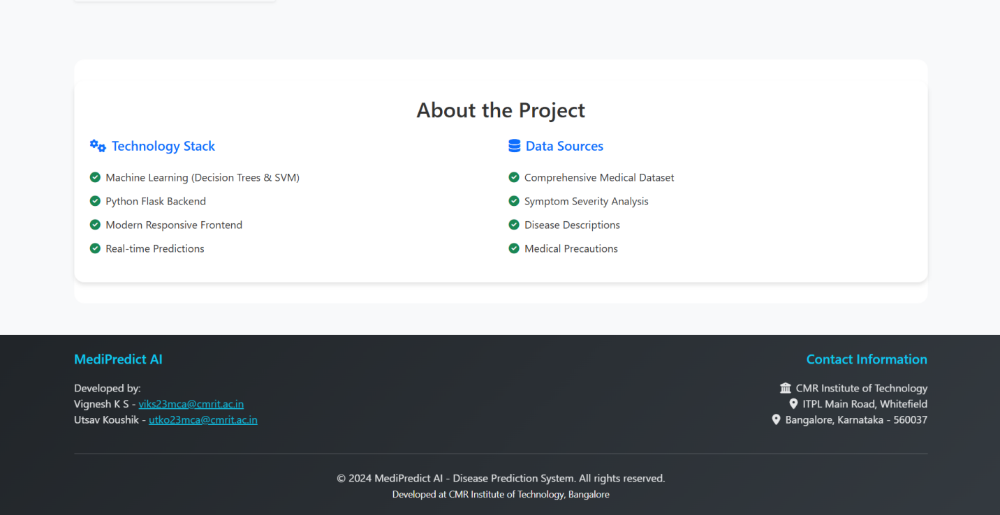 About the Project
Technology Stack
Machine Learning (Decision Trees & SVM)
Python Flask Backend
Modern Responsive Frontend
Real-time Predictions
Data Sources
Comprehensive Medical Dataset
Symptom Severity Analysis
Disease Descriptions
Medical Precautions
MediPredict AI
Developed by:
Vignesh K S - viks23mca@cmrit.ac.in
Utsav Koushik - utko23mca@cmrit.ac.in
Contact Information
CMR Institute of Technology
ITPL Main Road, Whitefield
Bangalore, Karnataka - 560037
© 2024 MediPredict AI - Disease Prediction System. All rights reserved.
Developed at CMR Institute of Technology, Bangalore